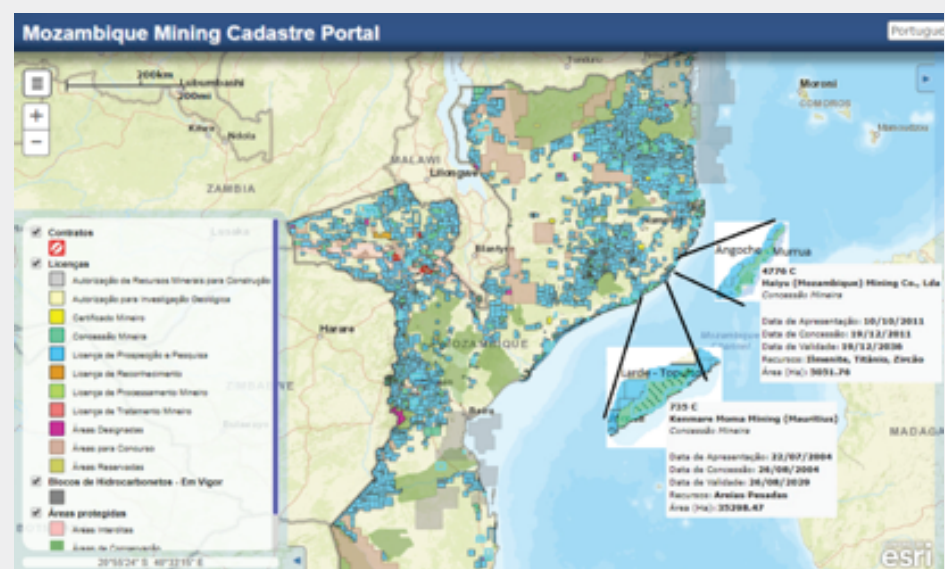 Mozambique Mining Cadastre Portal
Portugue
200km
200mi
Lubumbashi
Kitwe
Ndola
Moroni
COMOROS
MALAWI
Lilongwe
ZAMBIA
Lusaka
Blantyre
Harare
MOZAMBIQUE
Beira
MADAGA
Contratos
Licenças
Autorização de Recursos Minerais para Construção
Autorização para Investigação Geológica
Certificado Mineiro
Concessão Mineira
Licença de Prospecção e Pesquisa
Licença de Reconhecimento
Licença de Processamento Mineiro
Licença de Tratamento Mineiro
Áreas Designadas
Áreas para Concurso
Áreas Reservadas
Blocos de Hidrocarbonetos - Em Vigor
Áreas protegidas
Áreas Interditas
Áreas de Conservação
Angoche - Murrua
4776 C
Haiyu (Mozambique) Mining Co., Lda
Concessão Mineira
Data de Apresentação: 10/10/2011
Data de Concessão: 19/12/2011
Data de Validade: 19/12/2036
Recursos: Ilmenite, Titânio, Zircão
Área (Ha): 5031.76
Larde - Topuito
735 C
Kenmare Moma Mining (Mauritius)
Concessão Mineira
Data de Apresentação: 22/07/2004
Data de Concessão: 26/08/2004
Data de Validade: 26/08/2029
Recursos: Areias Pesadas
esri